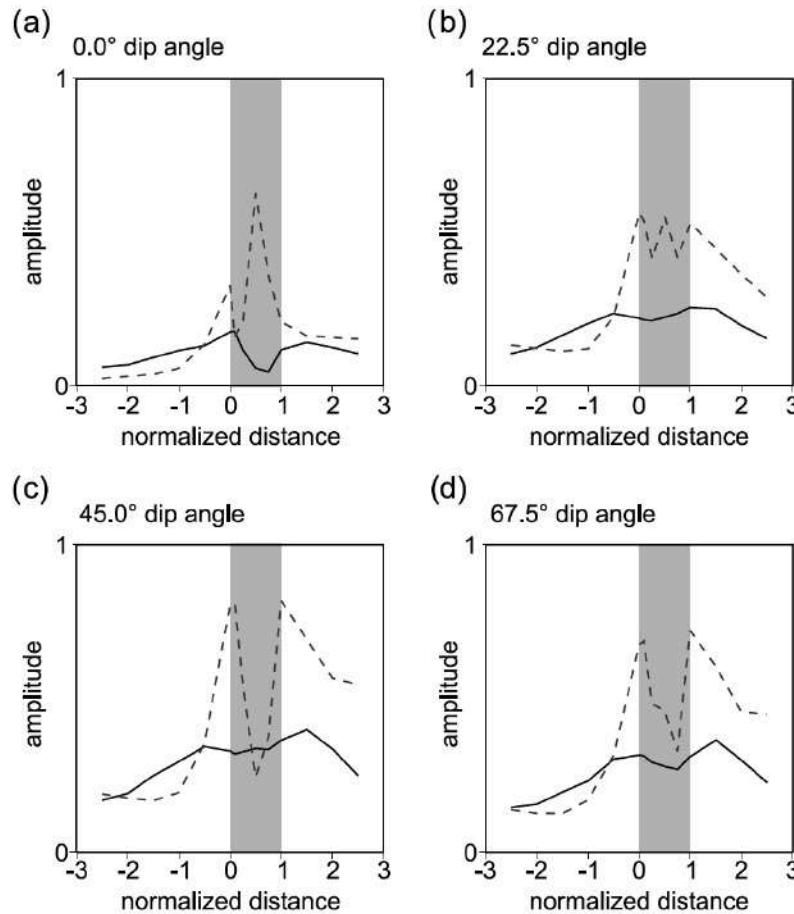 (a)
0.0° dip angle
1
amplitude
0
-3 -2 -1 0 1 2 3
normalized distance
(b)
22.5° dip angle
1
amplitude
0
-3 -2 -1 0 1 2 3
normalized distance
(c)
45.0° dip angle
1
amplitude
0
-3 -2 -1 0 1 2 3
normalized distance
(d)
67.5° dip angle
1
amplitude
0
-3 -2 -1 0 1 2 3
normalized distance